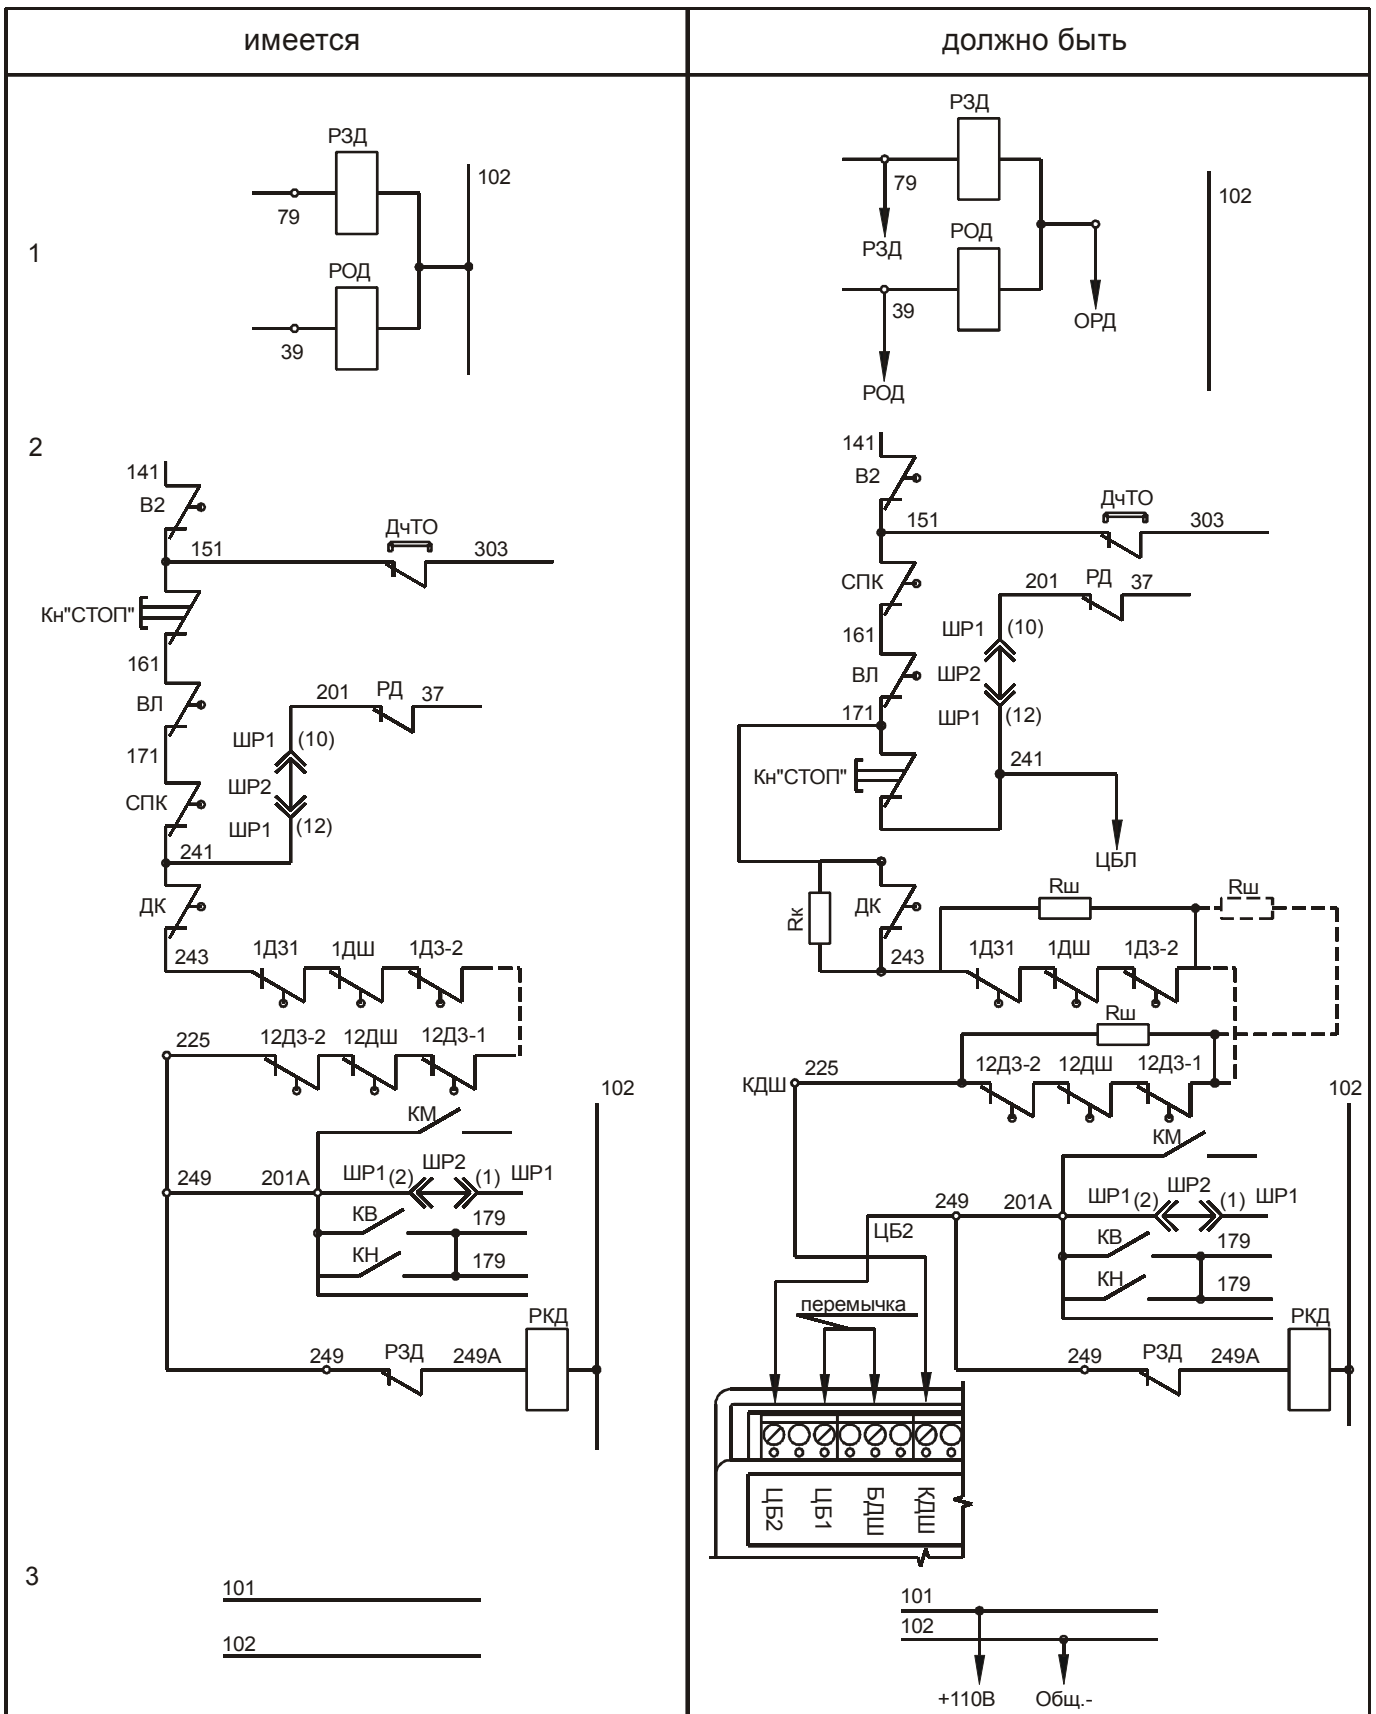 имеется
должно быть
1
РЗД
102
79
РОД
39
РЗД
79
102
РЗД
РОД
39
ОРД
РОД
2
141
В2
151
ДчТО
303
Кн"СТОП"
161
ВЛ
201
РД
37
171
ШР1
(10)
ШР2
СПК
ШР1
(12)
241
ДК
243
1ДЗ1
1ДШ
1ДЗ-2
225
12ДЗ-2
12ДШ
12ДЗ-1
102
КМ
249
201А
ШР1
(2)
ШР2
(1)
ШР1
КВ
179
КН
179
РКД
249
РЗД
249А
141
В2
151
ДчТО
303
СПК
201
РД
37
161
ШР1
(10)
ВЛ
ШР2
171
ШР1
(12)
Кн"СТОП"
241
ЦБЛ
Rк
ДК
Rш
Rш
243
1ДЗ1
1ДШ
1ДЗ-2
Rш
КДШ
225
12ДЗ-2
12ДШ
12ДЗ-1
102
КМ
249
201А
ШР1
(2)
ШР2
(1)
ШР1
ЦБ2
КВ
179
КН
179
перемычка
РКД
249
РЗД
249А
ЦБ2
ЦБ1
БДШ
КДШ
3
101
102
101
102
+110В
Общ.-